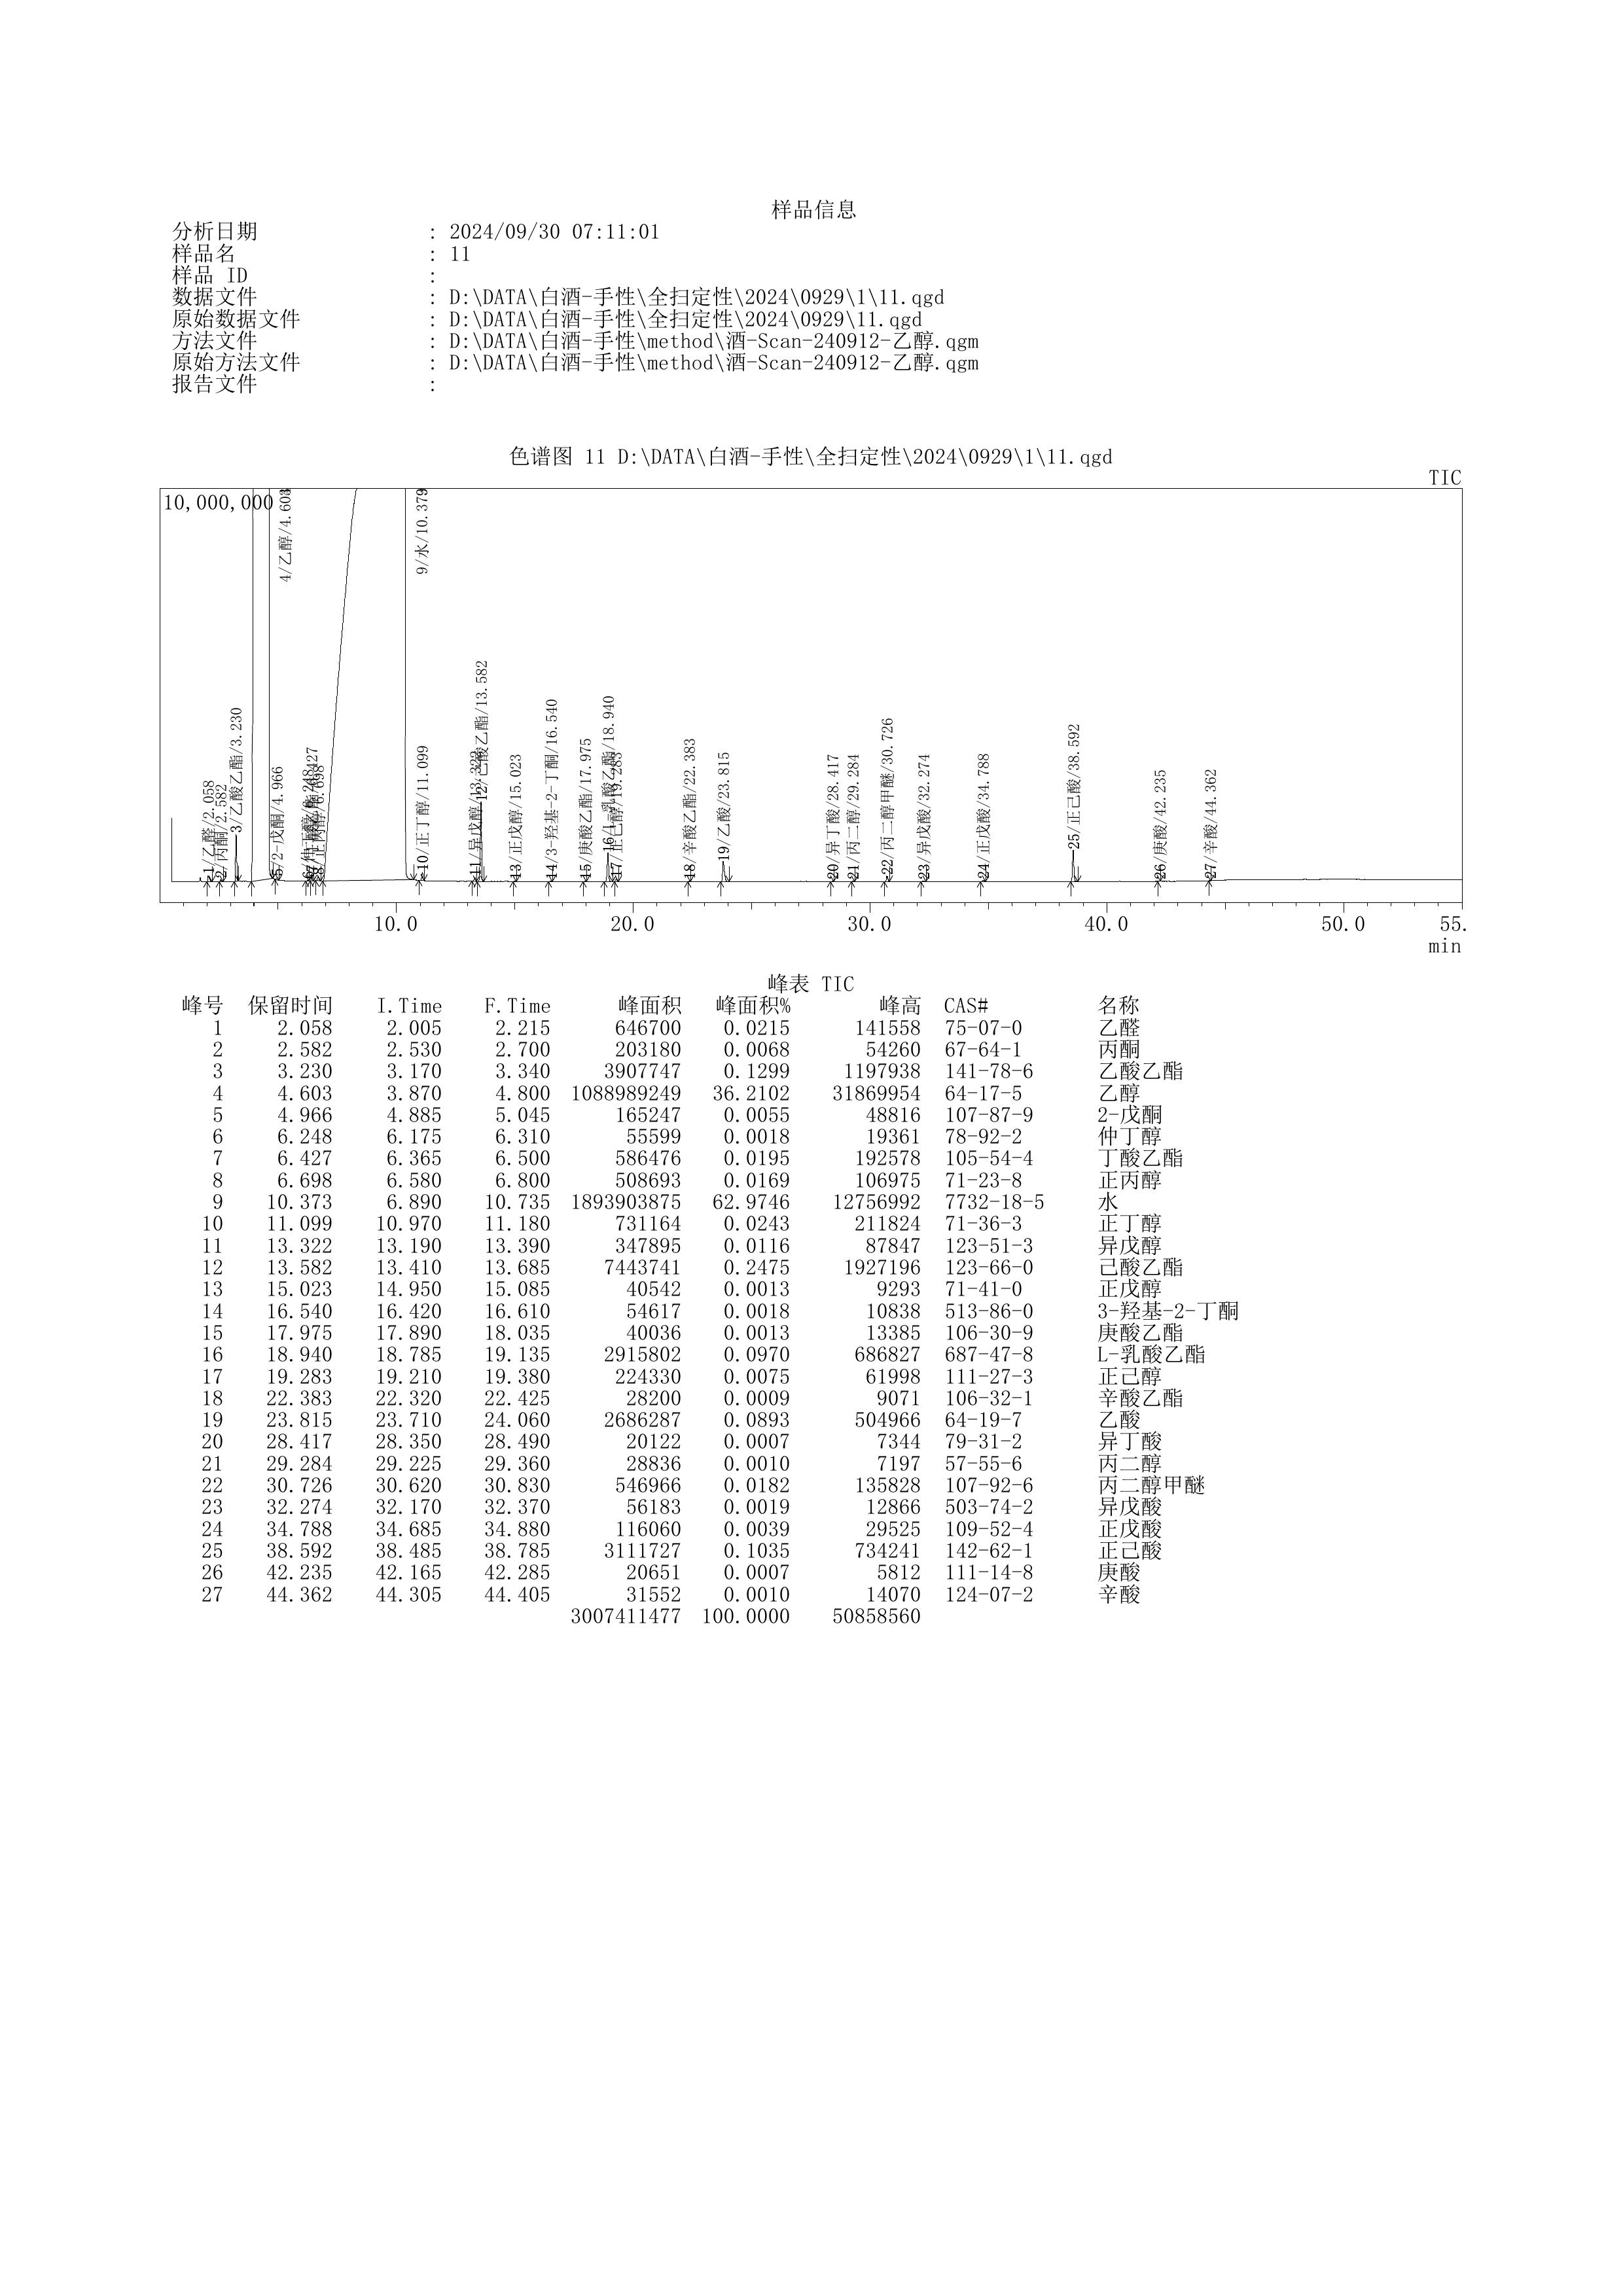 样品信息
分析日期 : 2024/09/30 07:11:01
样品名 : 11
样品 ID :
数据文件 : D:\DATA\白酒-手性\全扫定性\2024\0929\1\11.qgd
原始数据文件 : D:\DATA\白酒-手性\全扫定性\2024\0929\11.qgd
方法文件 : D:\DATA\白酒-手性\method\酒-Scan-240912-乙醇.qgm
原始方法文件 : D:\DATA\白酒-手性\method\酒-Scan-240912-乙醇.qgm
报告文件 :
色谱图 11 D:\DATA\白酒-手性\全扫定性\2024\0929\1\11.qgd
TIC
10,000,000
1/乙醛/2.058
2/丙酮/2.582
3/乙酸乙酯/3.230
4/乙醇/4.603
5/2-戊酮/4.966
6/仲丁醇/6.248
9/水/10.379
10/正丁醇/11.099
11/异戊醇/13.322
12/己酸乙酯/13.582
13/正戊醇/15.023
14/3-羟基-2-丁酮/16.540
15/庚酸乙酯/17.975
16/L-乳酸乙酯/18.940
17/正己醇/19.283
18/辛酸乙酯/22.383
19/乙酸/23.815
20/异丁酸/28.417
21/丙二醇/29.284
22/丙二醇甲醚/30.726
23/异戊酸/32.274
24/正戊酸/34.788
25/正己酸/38.592
26/庚酸/42.235
27/辛酸/44.362
10.0 20.0 30.0 40.0 50.0 55.
min
峰表 TIC
峰号 保留时间 I.Time F.Time 峰面积 峰面积% 峰高 CAS# 名称
1 2.058 2.005 2.215 646700 0.0215 141558 75-07-0 乙醛
2 2.582 2.530 2.700 203180 0.0068 54260 67-64-1 丙酮
3 3.230 3.170 3.340 3907747 0.1299 1197938 141-78-6 乙酸乙酯
4 4.603 3.870 4.800 1088989249 36.2102 31869954 64-17-5 乙醇
5 4.966 4.885 5.045 165247 0.0055 48816 107-87-9 2-戊酮
6 6.248 6.175 6.310 55599 0.0018 19361 78-92-2 仲丁醇
7 6.427 6.365 6.500 586476 0.0195 192578 105-54-4 丁酸乙酯
8 6.698 6.580 6.800 508693 0.0169 106975 71-23-8 正丙醇
9 10.373 6.890 10.735 1893903875 62.9746 12756992 7732-18-5 水
10 11.099 10.970 11.180 731164 0.0243 211824 71-36-3 正丁醇
11 13.322 13.190 13.390 347895 0.0116 87847 123-51-3 异戊醇
12 13.582 13.410 13.685 7443741 0.2475 1927196 123-66-0 己酸乙酯
13 15.023 14.950 15.085 40542 0.0013 9293 71-41-0 正戊醇
14 16.540 16.420 16.610 54617 0.0018 10838 513-86-0 3-羟基-2-丁酮
15 17.975 17.890 18.035 40036 0.0013 13385 106-30-9 庚酸乙酯
16 18.940 18.785 19.135 2915802 0.0970 686827 687-47-8 L-乳酸乙酯
17 19.283 19.210 19.380 224330 0.0075 61998 111-27-3 正己醇
18 22.383 22.320 22.425 28200 0.0009 9071 106-32-1 辛酸乙酯
19 23.815 23.710 24.060 2686287 0.0893 504966 64-19-7 乙酸
20 28.417 28.350 28.490 20122 0.0007 7344 79-31-2 异丁酸
21 29.284 29.225 29.360 28836 0.0010 7197 57-55-6 丙二醇
22 30.726 30.620 30.830 546966 0.0182 135828 107-92-6 丙二醇甲醚
23 32.274 32.170 32.370 56183 0.0019 12866 503-74-2 异戊酸
24 34.788 34.685 34.880 116060 0.0039 29525 109-52-4 正戊酸
25 38.592 38.485 38.785 3111727 0.1035 734241 142-62-1 正己酸
26 42.235 42.165 42.285 20651 0.0007 5812 111-14-8 庚酸
27 44.362 44.305 44.405 31552 0.0010 14070 124-07-2 辛酸
3007411477 100.0000 50858560